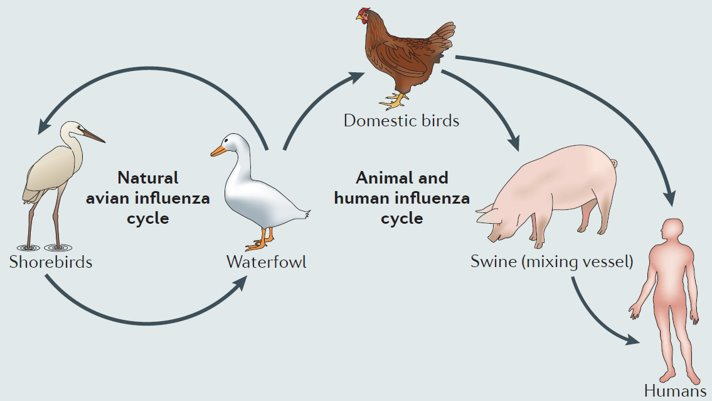 Domestic birds
Natural
avian influenza
cycle
Animal and
human influenza
cycle
Shorebirds
Waterfowl
Swine (mixing vessel)
Humans